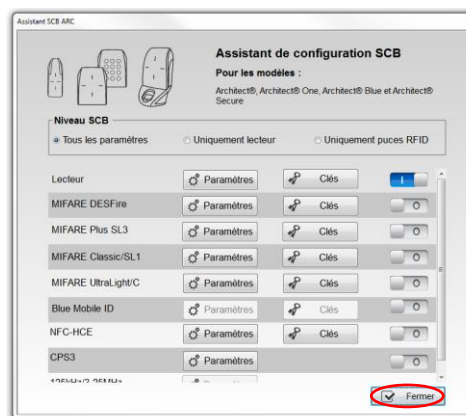 Assistant SCB ARC
Assistant de configuration SCB
Pour les modèles :
Architect®, Architect® One, Architect® Blue et Architect®
Secure
Niveau SCB
Tous les paramètres Uniquement lecteur Uniquement puces RFID
Lecteur Paramètres Clés I
MIFARE DESFire Paramètres Clés O
MIFARE Plus SL3 Paramètres Clés O
MIFARE Classic/SL1 Paramètres Clés O
MIFARE UltraLight/C Paramètres Clés O
Blue Mobile ID Paramètres Clés O
NFC-HCE Paramètres Clés O
CPS3 Paramètres O
125kHz/3.25MHz
Fermer